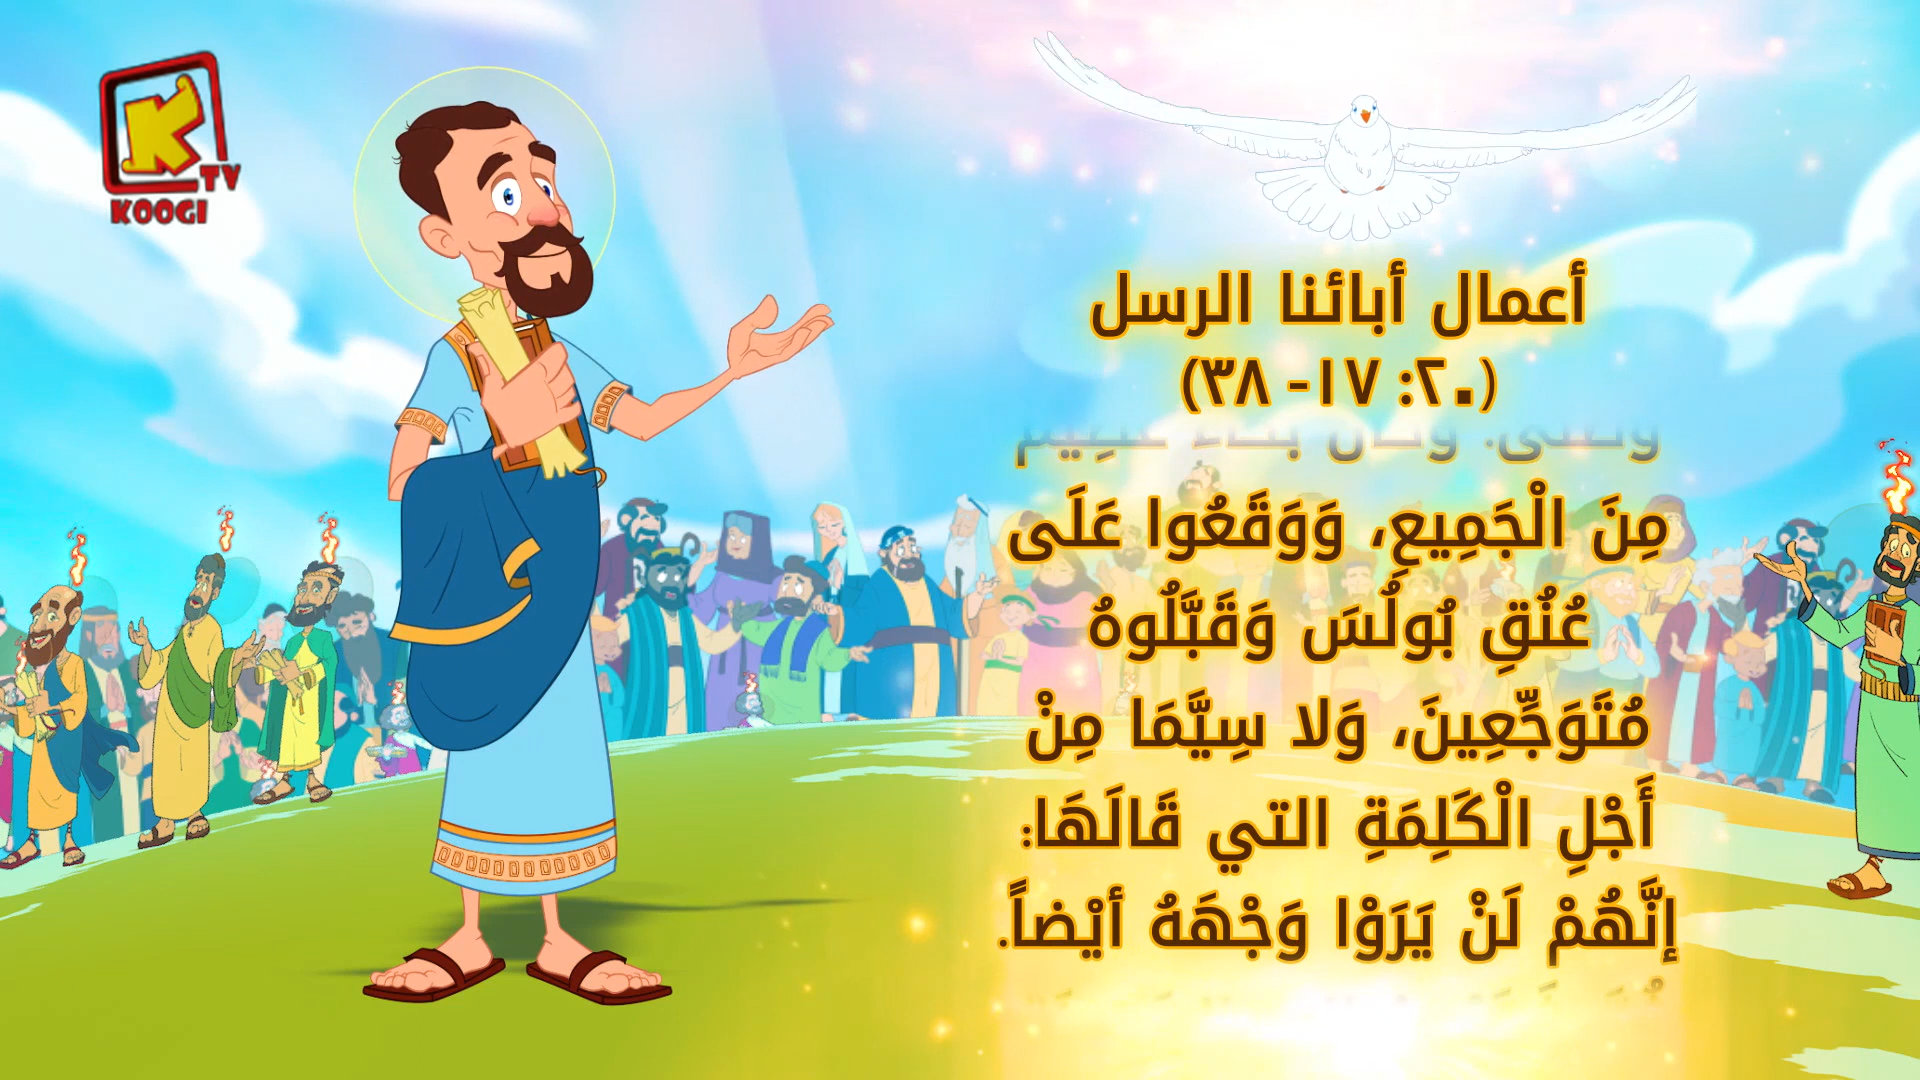 K
TV
KOOGI
أعمال أبائنا الرسل
(٢٠: ١٧- ٣٨)
مِنَ الْجَمِيعِ، وَوَقَعُوا عَلَى
عُنُقِ بُولُسَ وَقَبَّلُوهُ
مُتَوَجِّعِينَ، وَلا سِيَّمَا مِنْ
أَجْلِ الْكَلِمَةِ التي قَالَهَا:
إنَّهُمْ لَنْ يَرَوْا وَجْهَهُ أيْضاً.